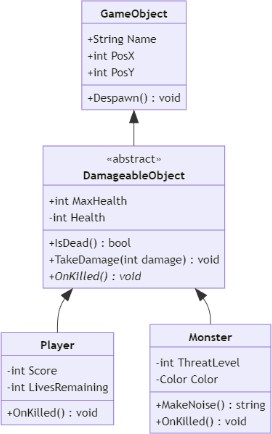 GameObject
+String Name
+int PosX
+int PosY
+Despawn() : void
«abstract»
DamageableObject
+int MaxHealth
-int Health
+IsDead() : bool
+TakeDamage(int damage) : void
+OnKilled() : void
Player
-int Score
-int LivesRemaining
+OnKilled() : void
Monster
-int ThreatLevel
-Color Color
+MakeNoise() : string
+OnKilled() : void